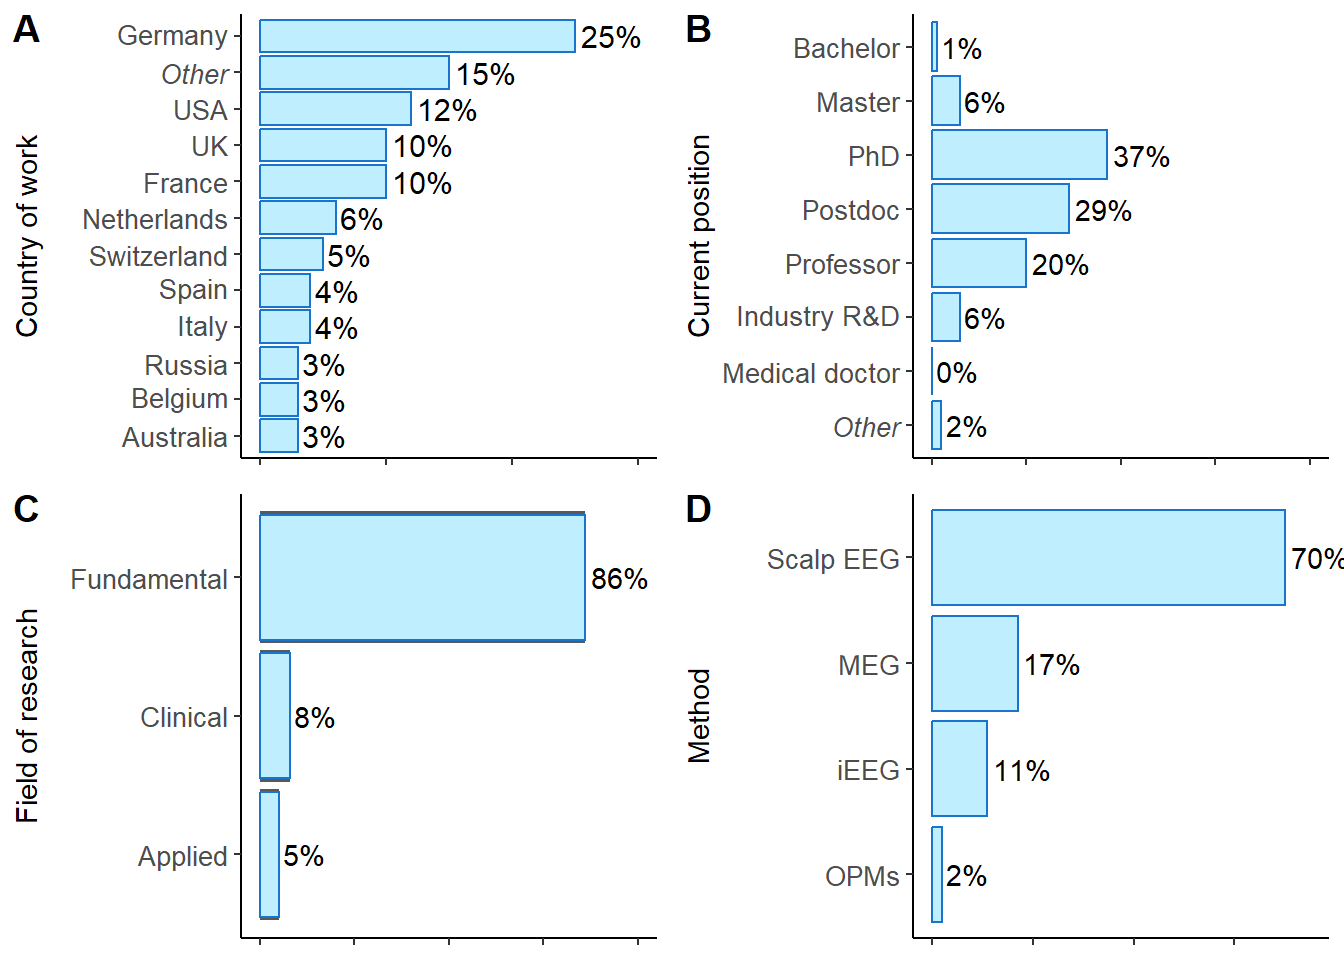 A
Country of work
Germany 25%
Other 15%
USA 12%
UK 10%
France 10%
Netherlands 6%
Switzerland 5%
Spain 4%
Italy 4%
Russia 3%
Belgium 3%
Australia 3%
B
Current position
Bachelor 1%
Master 6%
PhD 37%
Postdoc 29%
Professor 20%
Industry R&D 6%
Medical doctor 0%
Other 2%
C
Field of research
Fundamental 86%
Clinical 8%
Applied 5%
D
Method
Scalp EEG 70%
MEG 17%
iEEG 11%
OPMs 2%